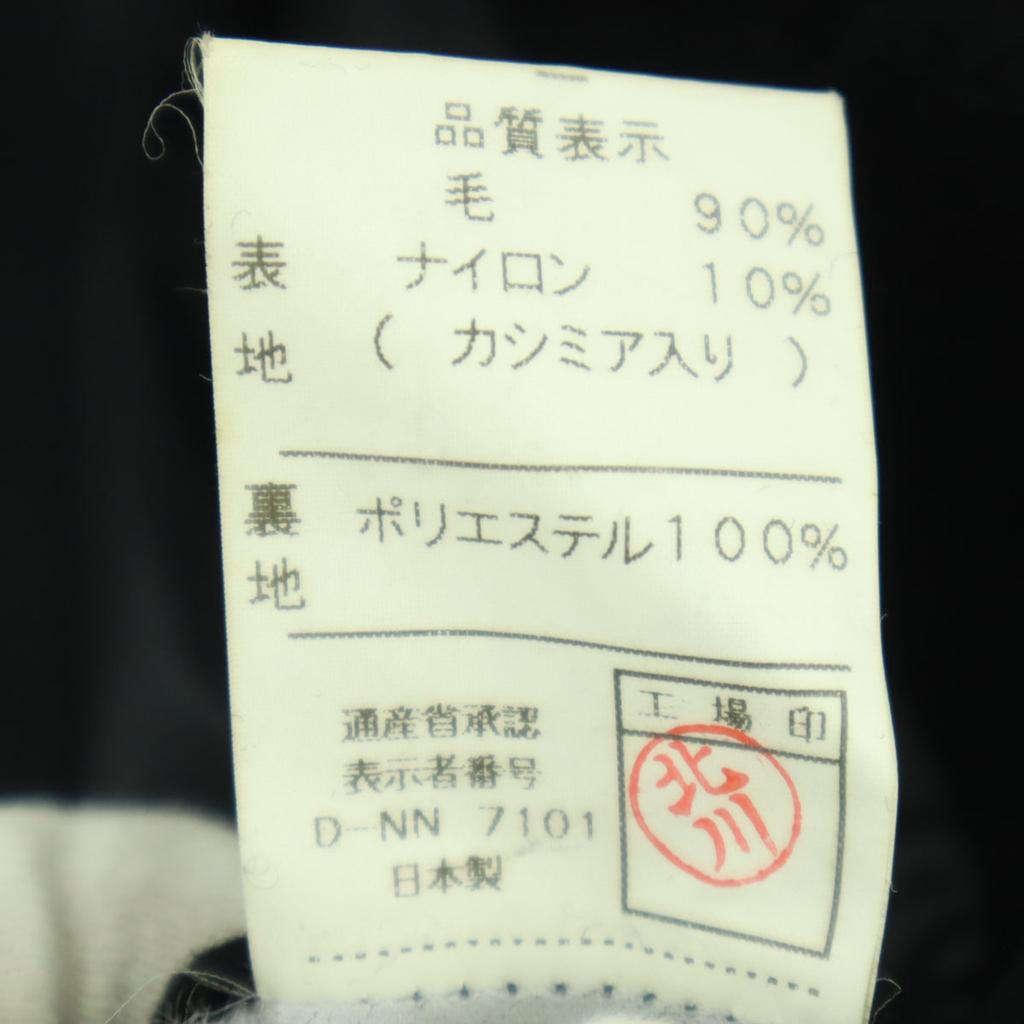 品質表示
毛 90%
表地 ナイロン 10%
( カシミア入り )
裏地 ポリエステル100%
通産省承認
表示者番号
D-NN 7101
日本製
工場印
北川